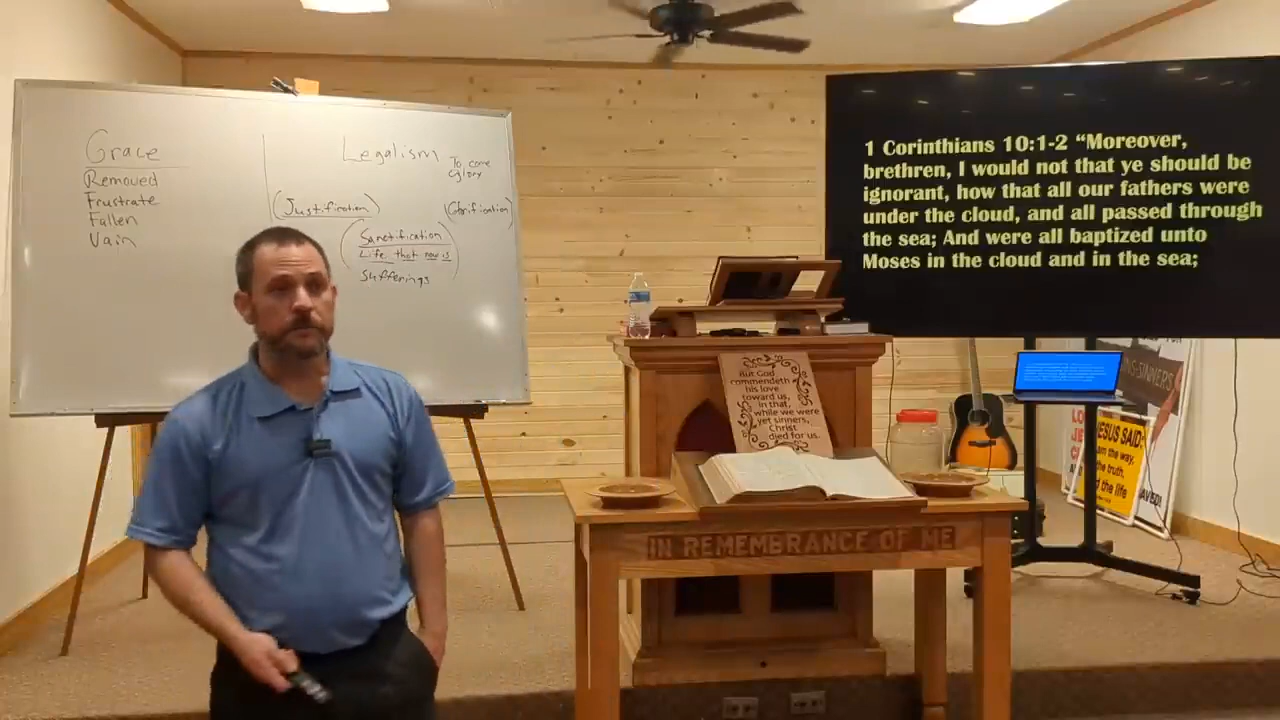 Grace
Removed
Frustrate
Fallen
Vain
Legalism
To come
Glory
(Justification)
(Glorification)
Sanctification
Life that now is
Sufferings
1 Corinthians 10:1-2 “Moreover,
brethren, I would not that ye should be
ignorant, how that all our fathers were
under the cloud, and all passed through
the sea; And were all baptized unto
Moses in the cloud and in the sea;
But God
commendeth
his love
toward us,
in that,
while we were
yet sinners,
Christ
died for us.
IN REMEMBRANCE OF ME
JESUS SAID:
am the way,
the truth,
d the life